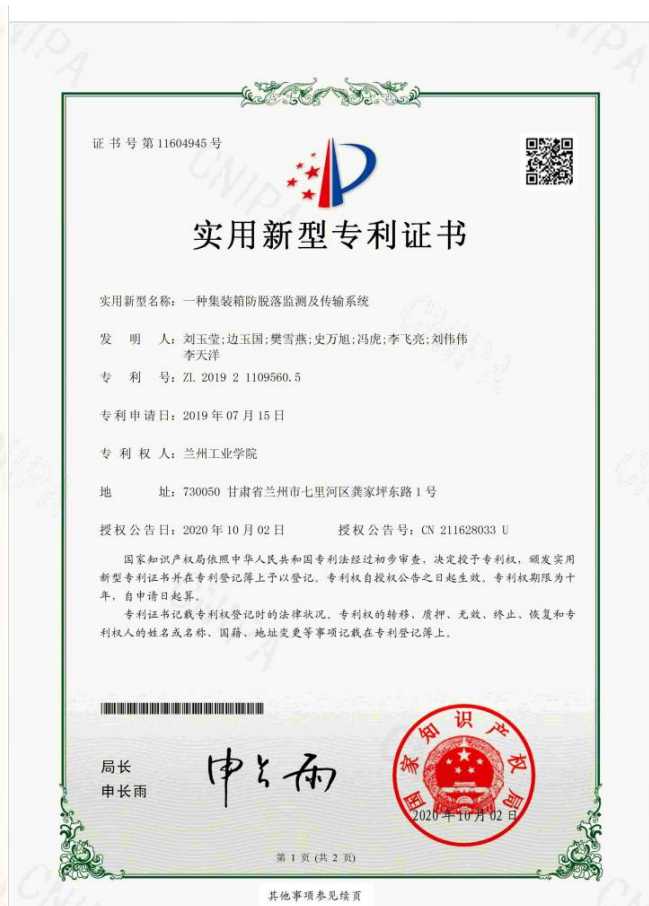 证书号第11604945号
实用新型专利证书
实用新型名称：一种集装箱防脱落监测及传输系统
发 明 人：刘玉莹;边玉国;樊雪燕;史万旭;冯虎;李飞亮;刘伟伟
李天洋
专 利 号：ZL 2019 2 1109560.5
专利申请日：2019年07月15日
专 利 权 人：兰州工业学院
地 址：730050 甘肃省兰州市七里河区龚家坪东路1号
授权公告日：2020年10月02日 授权公告号：CN 211628033 U
国家知识产权局依照中华人民共和国专利法经过初步审查，决定授予专利权，颁发实用
新型专利证书并在专利登记簿上予以登记。专利权自授权公告之日起生效。专利权期限为十
年，自申请日起算。
专利证书记载专利权登记时的法律状况。专利权的转移、质押、无效、终止、恢复和专
利权人的姓名或名称、国籍、地址变更等事项记载在专利登记簿上。
局长
申长雨
申长雨
国家知识产权局
2020年10月02日
第 1 页 (共 2 页)
其他事项参见续页
CNIPA